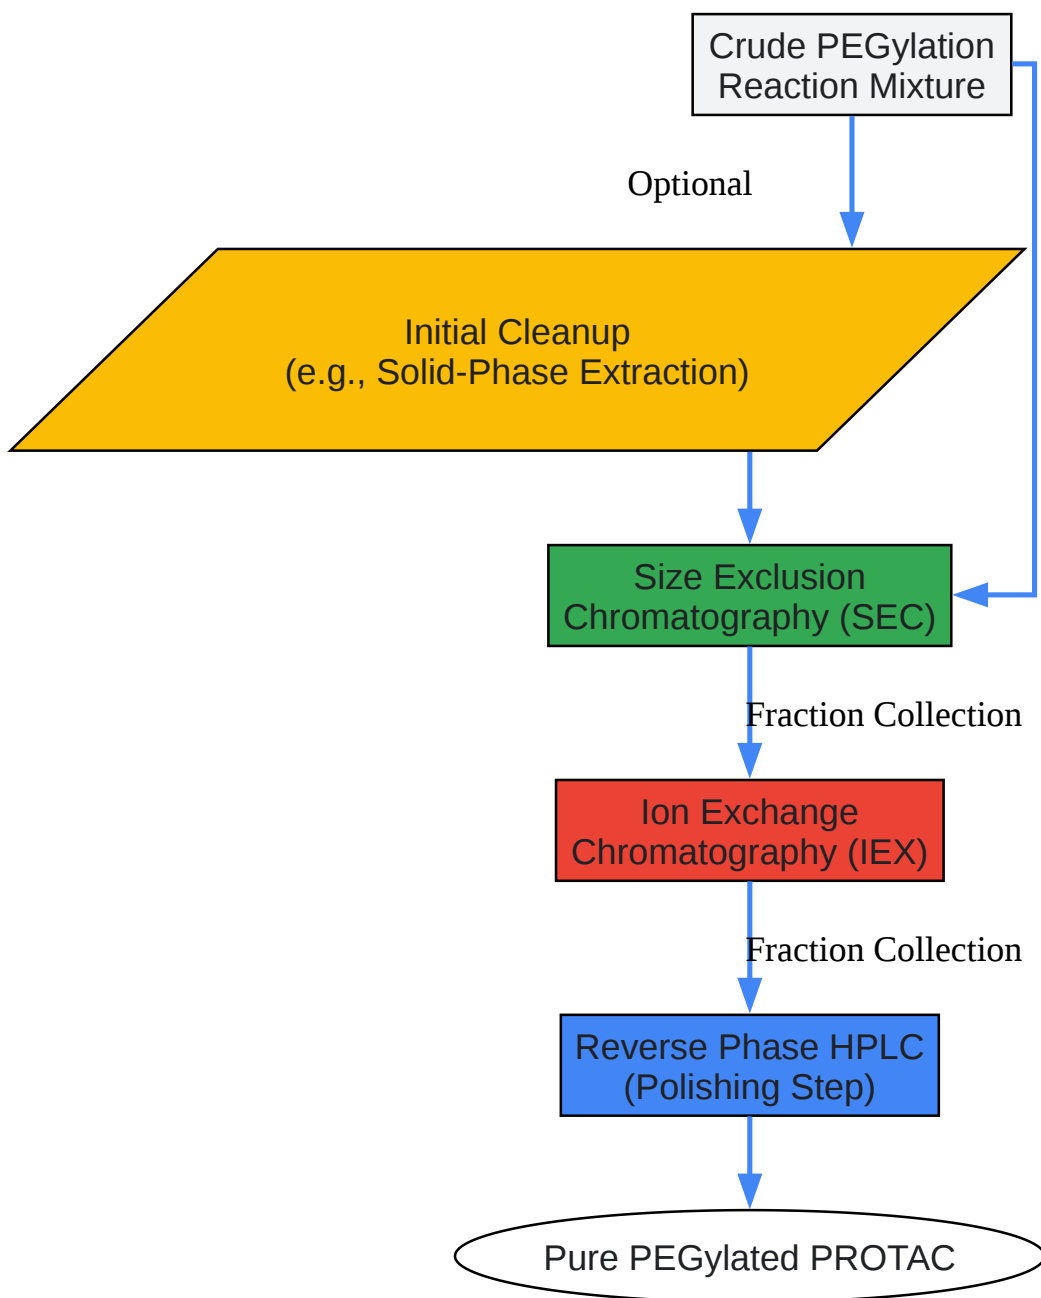 Crude PEGylation
Reaction Mixture
Optional
Initial Cleanup
(e.g., Solid-Phase Extraction)
Size Exclusion
Chromatography (SEC)
Fraction Collection
Ion Exchange
Chromatography (IEX)
Fraction Collection
Reverse Phase HPLC
(Polishing Step)
Pure PEGylated PROTAC